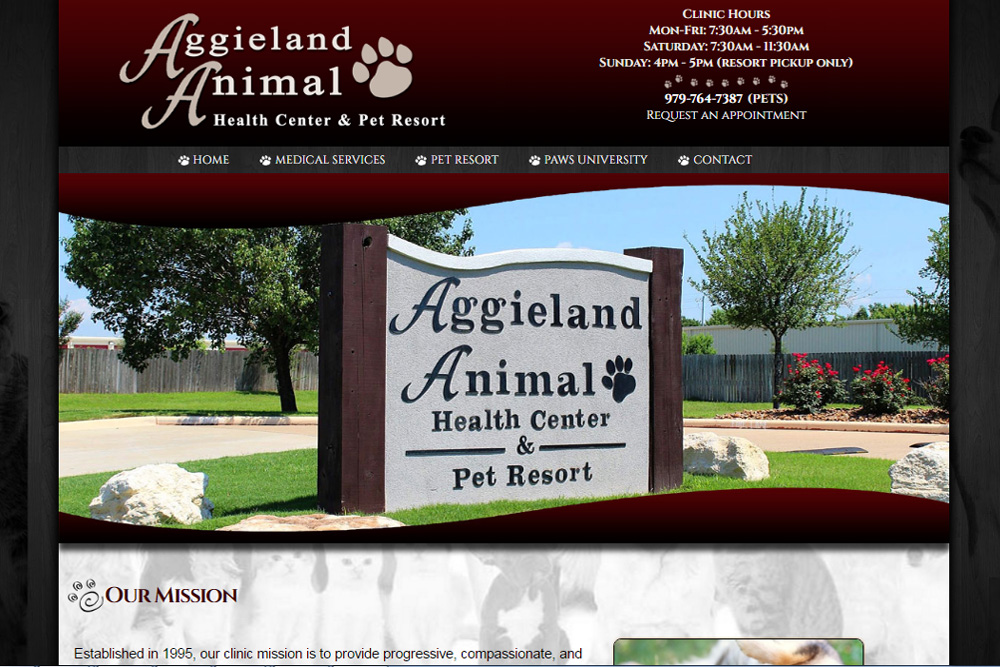 Aggieland
Animal
Health Center & Pet Resort
Clinic Hours
Mon-Fri: 7:30am - 5:30pm
Saturday: 7:30am - 11:30am
Sunday: 4pm - 5pm (resort pickup only)
979-764-7387 (PETS)
Request an appointment
HOME MEDICAL SERVICES PET RESORT PAWS UNIVERSITY CONTACT
Aggieland
Animal
Health Center
&
Pet Resort
Our Mission
Established in 1995, our clinic mission is to provide progressive, compassionate, and